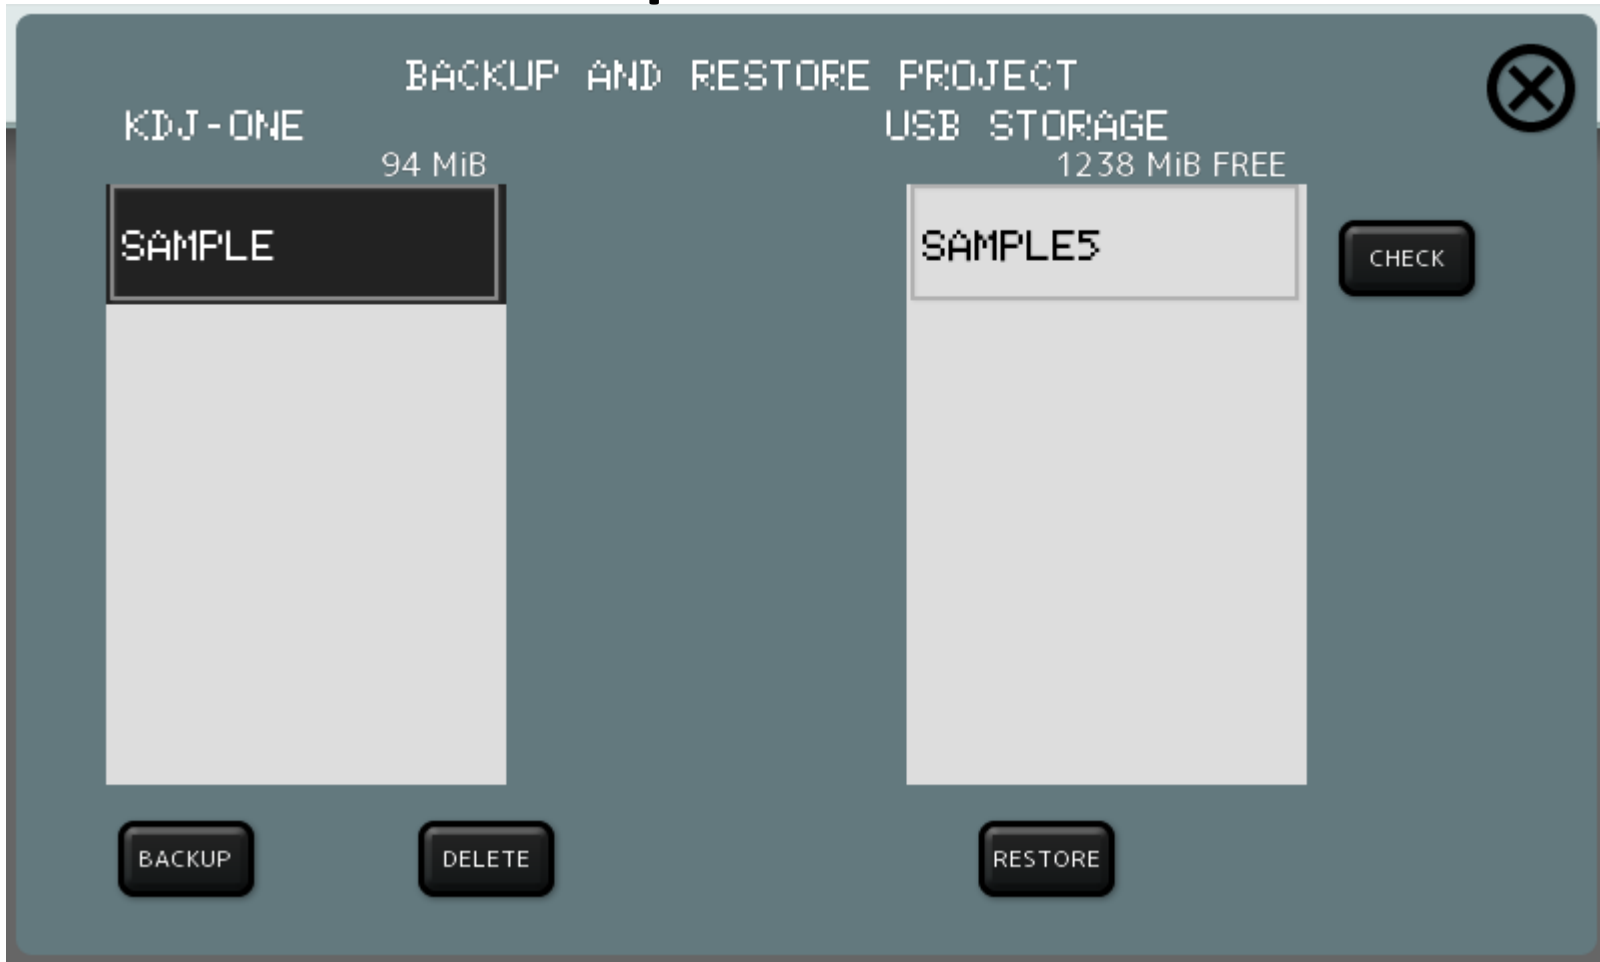 BACKUP AND RESTORE PROJECT
KDJ-ONE
USB STORAGE
94 MiB
1238 MiB FREE
SAMPLE
SAMPLE5
CHECK
BACKUP
DELETE
RESTORE